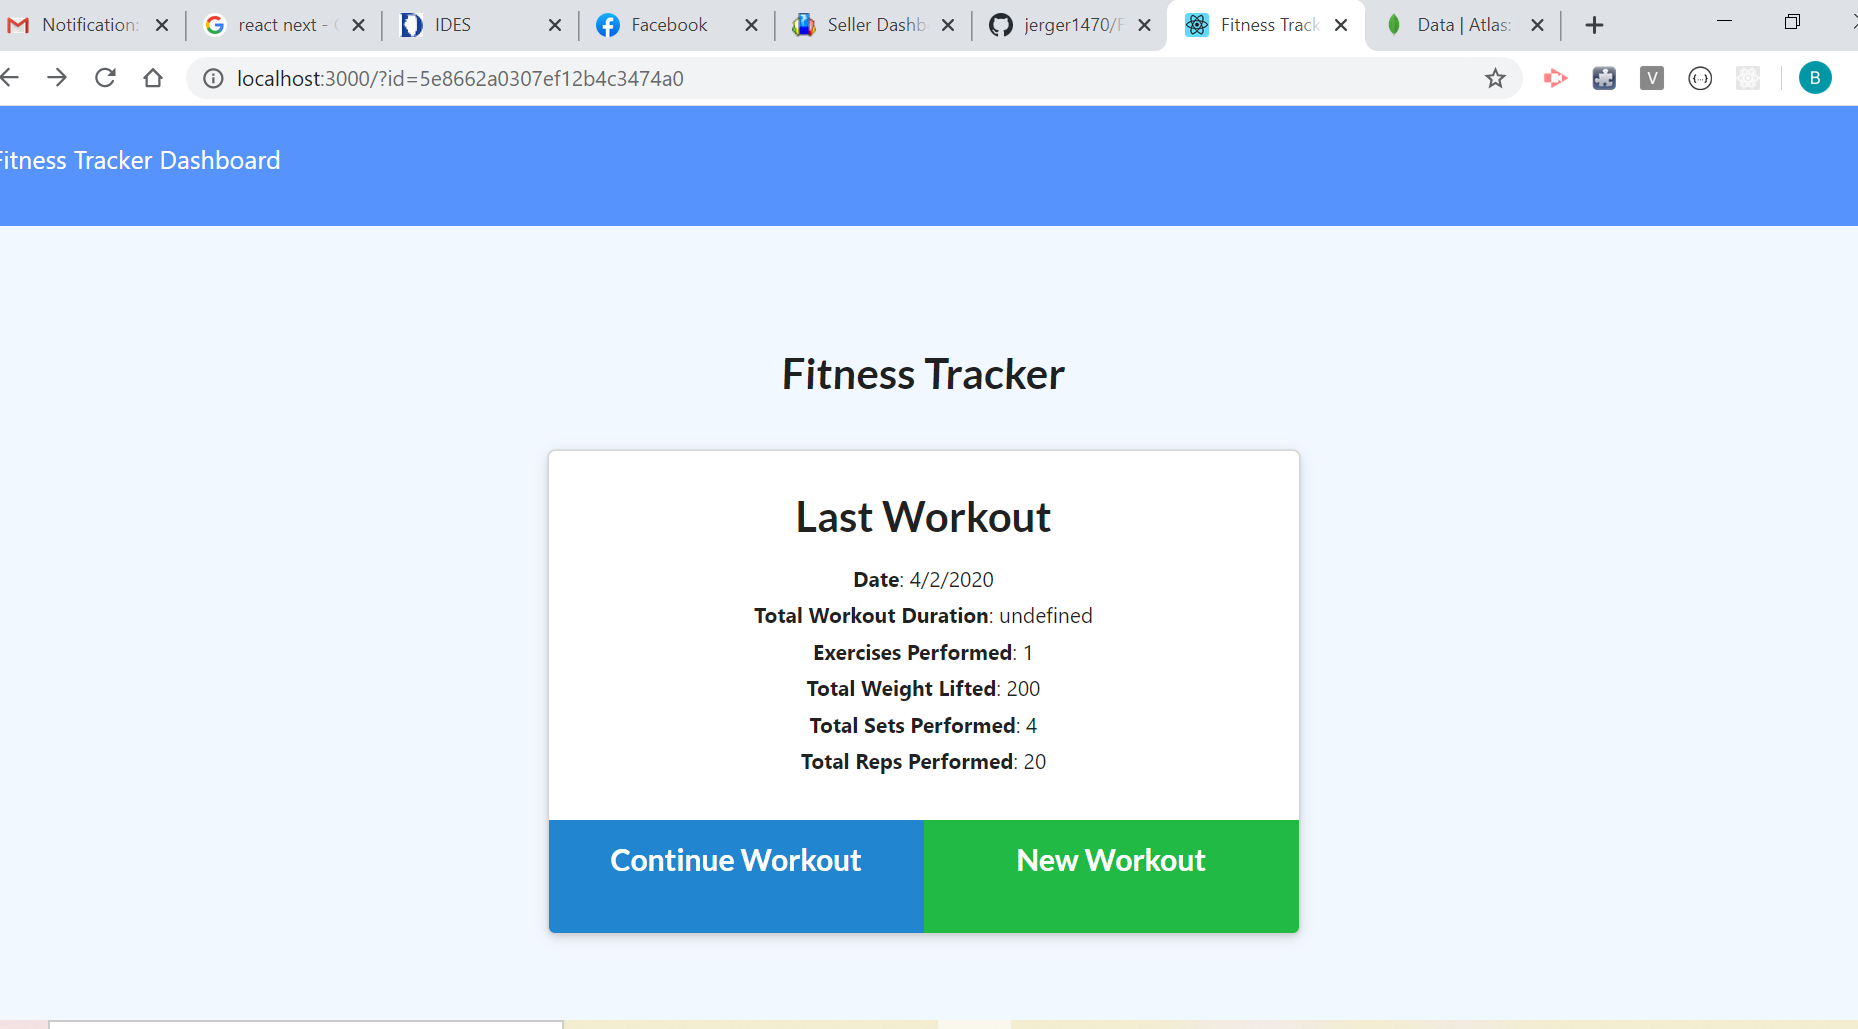 Notification:
react next -
IDES
Facebook
Seller Dashb
jerger1470/F
Fitness Track
Data | Atlas:
localhost:3000/?id=5e8662a0307ef12b4c3474a0
V
{...}
B
Fitness Tracker Dashboard
Fitness Tracker
Last Workout
Date: 4/2/2020
Total Workout Duration: undefined
Exercises Performed: 1
Total Weight Lifted: 200
Total Sets Performed: 4
Total Reps Performed: 20
Continue Workout
New Workout